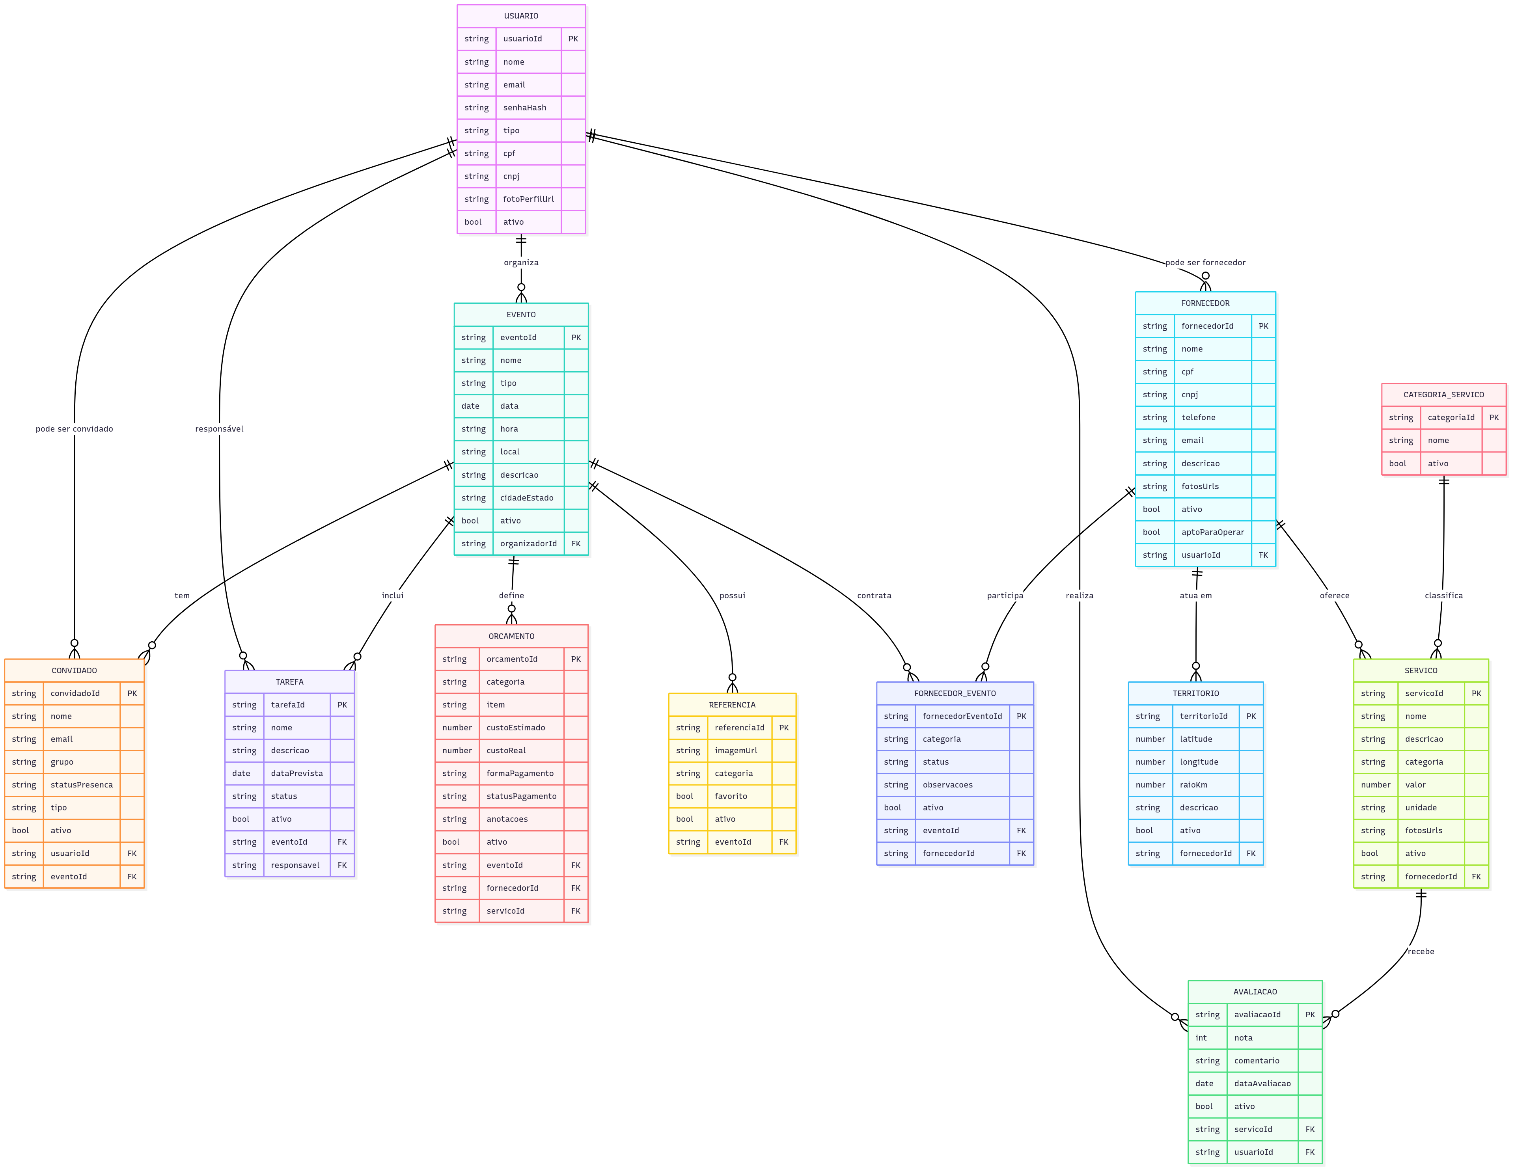 USUARIO
string usuarioId PK
string nome
string email
string senhaHash
string tipo
string cpf
string cnpj
string fotoPerfilUrl
bool ativo
organiza
pode ser fornecedor
EVENTO
string eventoId PK
string nome
string tipo
date data
string hora
string local
string descricao
string cidadeEstado
bool ativo
string organizadorId FK
FORNECEDOR
string fornecedorId PK
string nome
string cpf
string cnpj
string telefone
string email
string descricao
string fotosUrls
bool ativo
bool aptoParaOperar
string usuarioId FK
CATEGORIA_SERVICO
string categoriaId PK
string nome
bool ativo
pode ser convidado
responsável
tem
inclui
define
possui
contrata
participa
realiza
atua em
oferece
classifica
CONVIDADO
string convidadoId PK
string nome
string email
string grupo
string statusPresenca
string tipo
bool ativo
string usuarioId FK
string eventoId FK
TAREFA
string tarefaId PK
string nome
string descricao
date dataPrevista
string status
bool ativo
string eventoId FK
string responsavel FK
ORCAMENTO
string orcamentoId PK
string categoria
string item
number custoEstimado
number custoReal
string formaPagamento
string statusPagamento
string anotacoes
bool ativo
string eventoId FK
string fornecedorId FK
string servicoId FK
REFERENCIA
string referenciaId PK
string imagemUrl
string categoria
bool favorito
bool ativo
string eventoId FK
FORNECEDOR_EVENTO
string fornecedorEventoId PK
string categoria
string status
string observacoes
bool ativo
string eventoId FK
string fornecedorId FK
TERRITORIO
string territorioId PK
number latitude
number longitude
number raioKm
string descricao
bool ativo
string fornecedorId FK
SERVICO
string servicoId PK
string nome
string descricao
string categoria
number valor
string unidade
string fotosUrls
bool ativo
string fornecedorId FK
recebe
AVALIACAO
string avaliacaoId PK
int nota
string comentario
date dataAvaliacao
bool ativo
string servicoId FK
string usuarioId FK